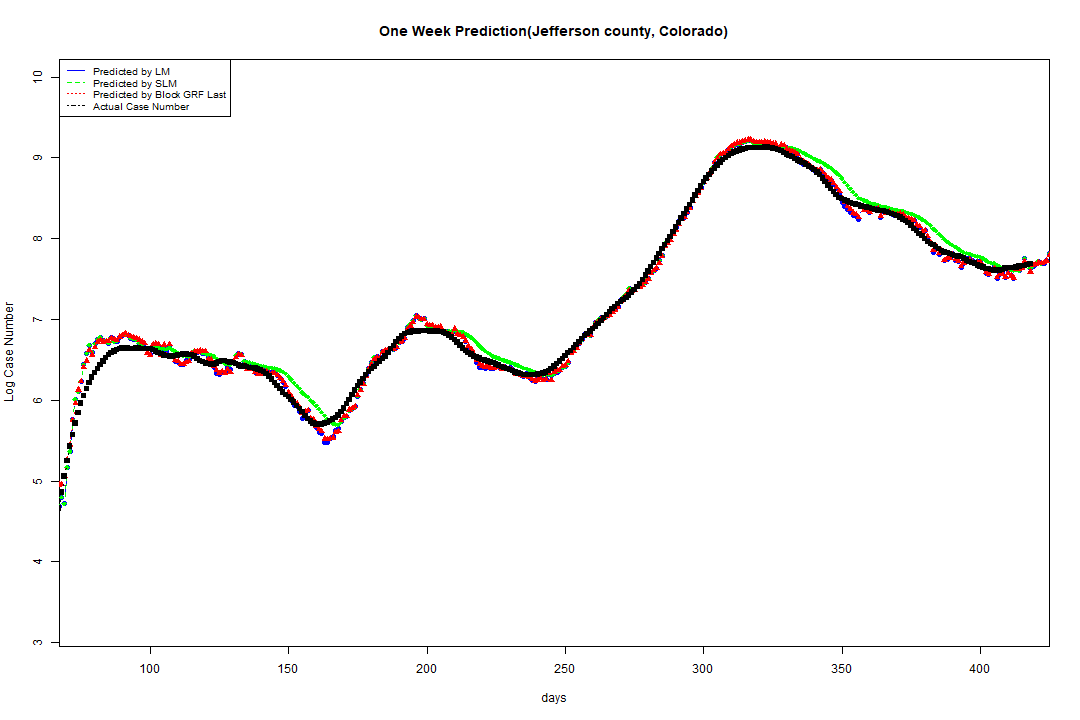 One Week Prediction(Jefferson county, Colorado)
Predicted by LM
Predicted by SLM
Predicted by Block GRF Last
Actual Case Number
10
9
8
7
6
5
4
3
Log Case Number
100 150 200 250 300 350 400
days